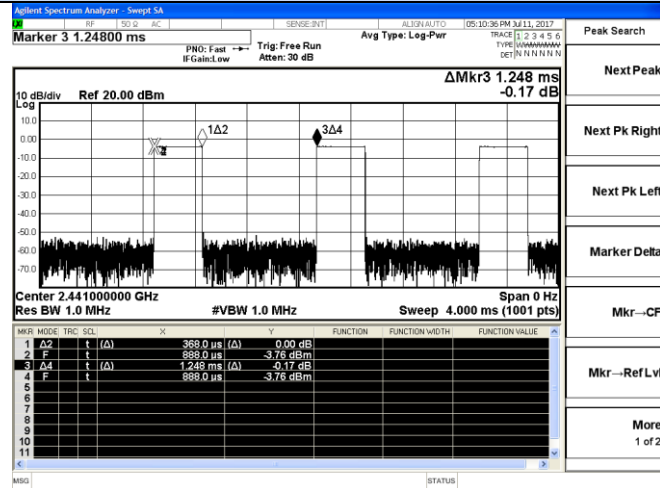 Agilent Spectrum Analyzer - Swept SA
RF 50 Ω AC SENSE:INT ALIGN AUTO 05:10:36 PM Jul 11, 2017
Marker 3 1.24800 ms
PNO: Fast
IFGain:Low
Trig: Free Run
Atten: 30 dB
Avg Type: Log-Pwr
TRACE 1 2 3 4 5 6
TYPE
DET N N N N N N
ΔMkr3 1.248 ms
-0.17 dB
10 dB/div
Log
Ref 20.00 dBm
10.0
0.00
-10.0
-20.0
-30.0
-40.0
-50.0
-60.0
-70.0
1Δ2
3Δ4
Center 2.441000000 GHz
Res BW 1.0 MHz
#VBW 1.0 MHz
Span 0 Hz
Sweep 4.000 ms (1001 pts)
MKR MODE TRC SCL X Y FUNCTION FUNCTION WIDTH FUNCTION VALUE
1 Δ2 t (Δ) 368.0 µs (Δ) 0.00 dB
2 F t 888.0 µs -3.76 dBm
3 Δ4 t (Δ) 1.248 ms (Δ) -0.17 dB
4 F t 888.0 µs -3.76 dBm
5
6
7
8
9
10
11
MSG
STATUS
Peak Search
Next Peak
Next Pk Right
Next Pk Left
Marker Delta
Mkr→CF
Mkr→Ref Lvl
More
1 of 2